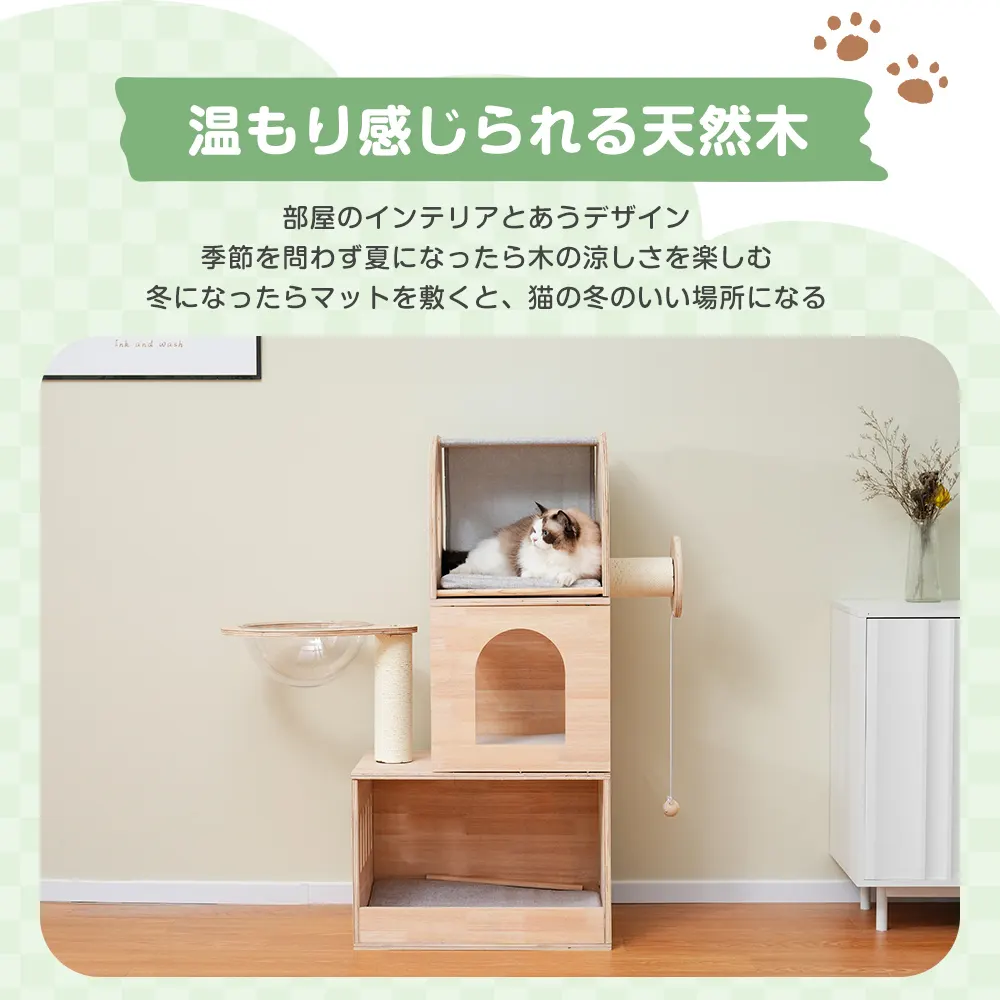 温もり感じられる天然木
部屋のインテリアとあうデザイン
季節を問わず夏になったら木の涼しさを楽しむ
冬になったらマットを敷くと、猫の冬のいい場所になる
Ink and wash